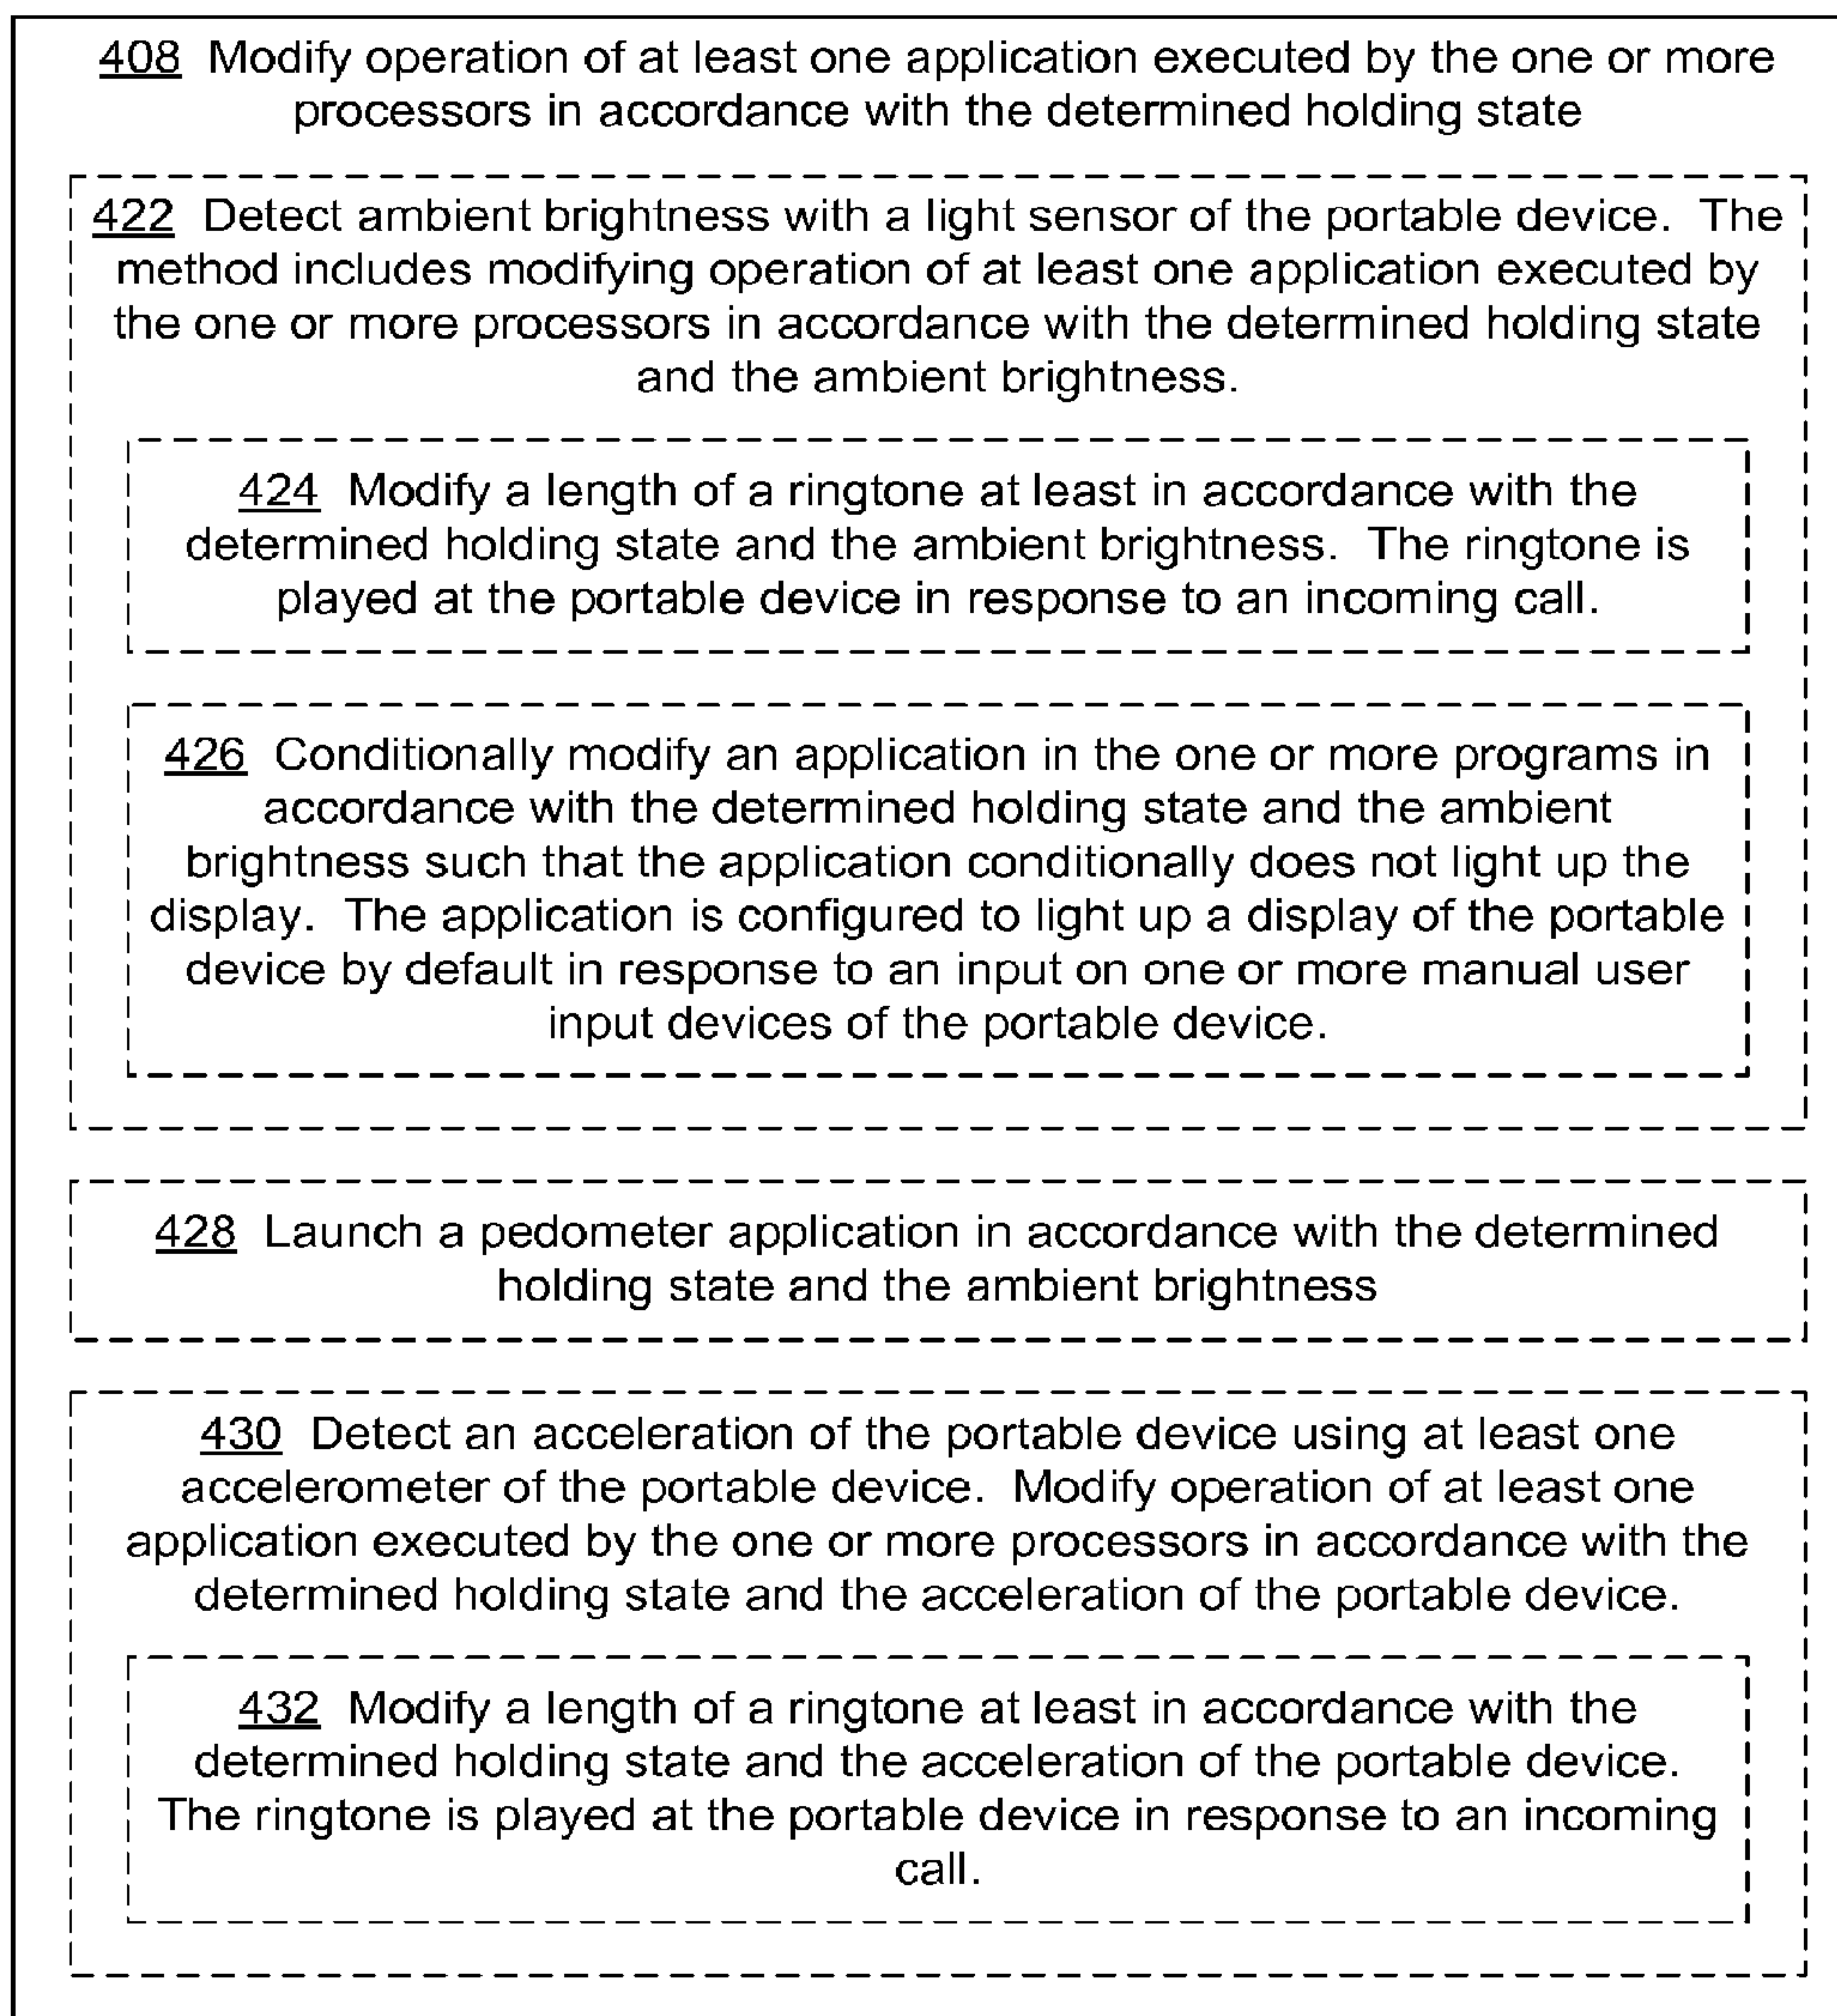 408 Modify operation of at least one application executed by the one or more
processors in accordance with the determined holding state
422 Detect ambient brightness with a light sensor of the portable device. The
method includes modifying operation of at least one application executed by
the one or more processors in accordance with the determined holding state
and the ambient brightness.
424 Modify a length of a ringtone at least in accordance with the
determined holding state and the ambient brightness. The ringtone is
played at the portable device in response to an incoming call.
426 Conditionally modify an application in the one or more programs in
accordance with the determined holding state and the ambient
brightness such that the application conditionally does not light up the
display. The application is configured to light up a display of the portable
device by default in response to an input on one or more manual user
input devices of the portable device.
428 Launch a pedometer application in accordance with the determined
holding state and the ambient brightness
430 Detect an acceleration of the portable device using at least one
accelerometer of the portable device. Modify operation of at least one
application executed by the one or more processors in accordance with the
determined holding state and the acceleration of the portable device.
432 Modify a length of a ringtone at least in accordance with the
determined holding state and the acceleration of the portable device.
The ringtone is played at the portable device in response to an incoming
call.